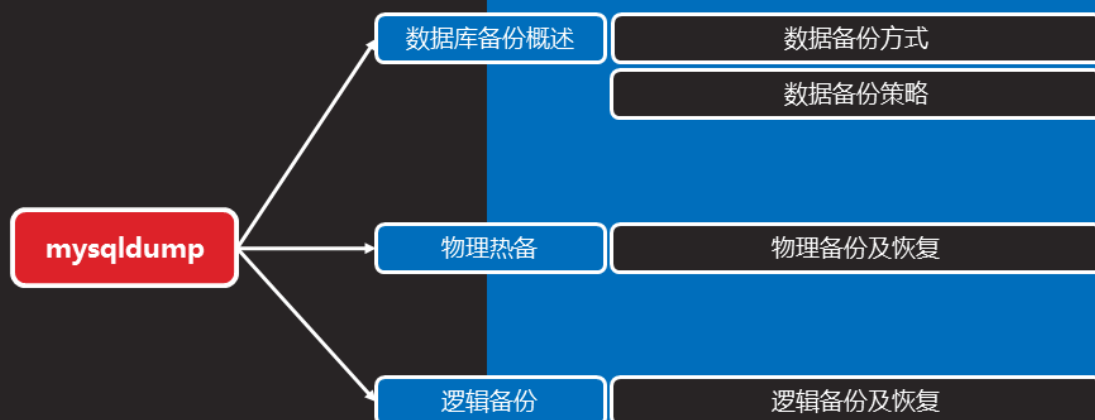 数据库备份概述
数据备份方式
数据备份策略
mysqldump
物理热备
物理备份及恢复
逻辑备份
逻辑备份及恢复